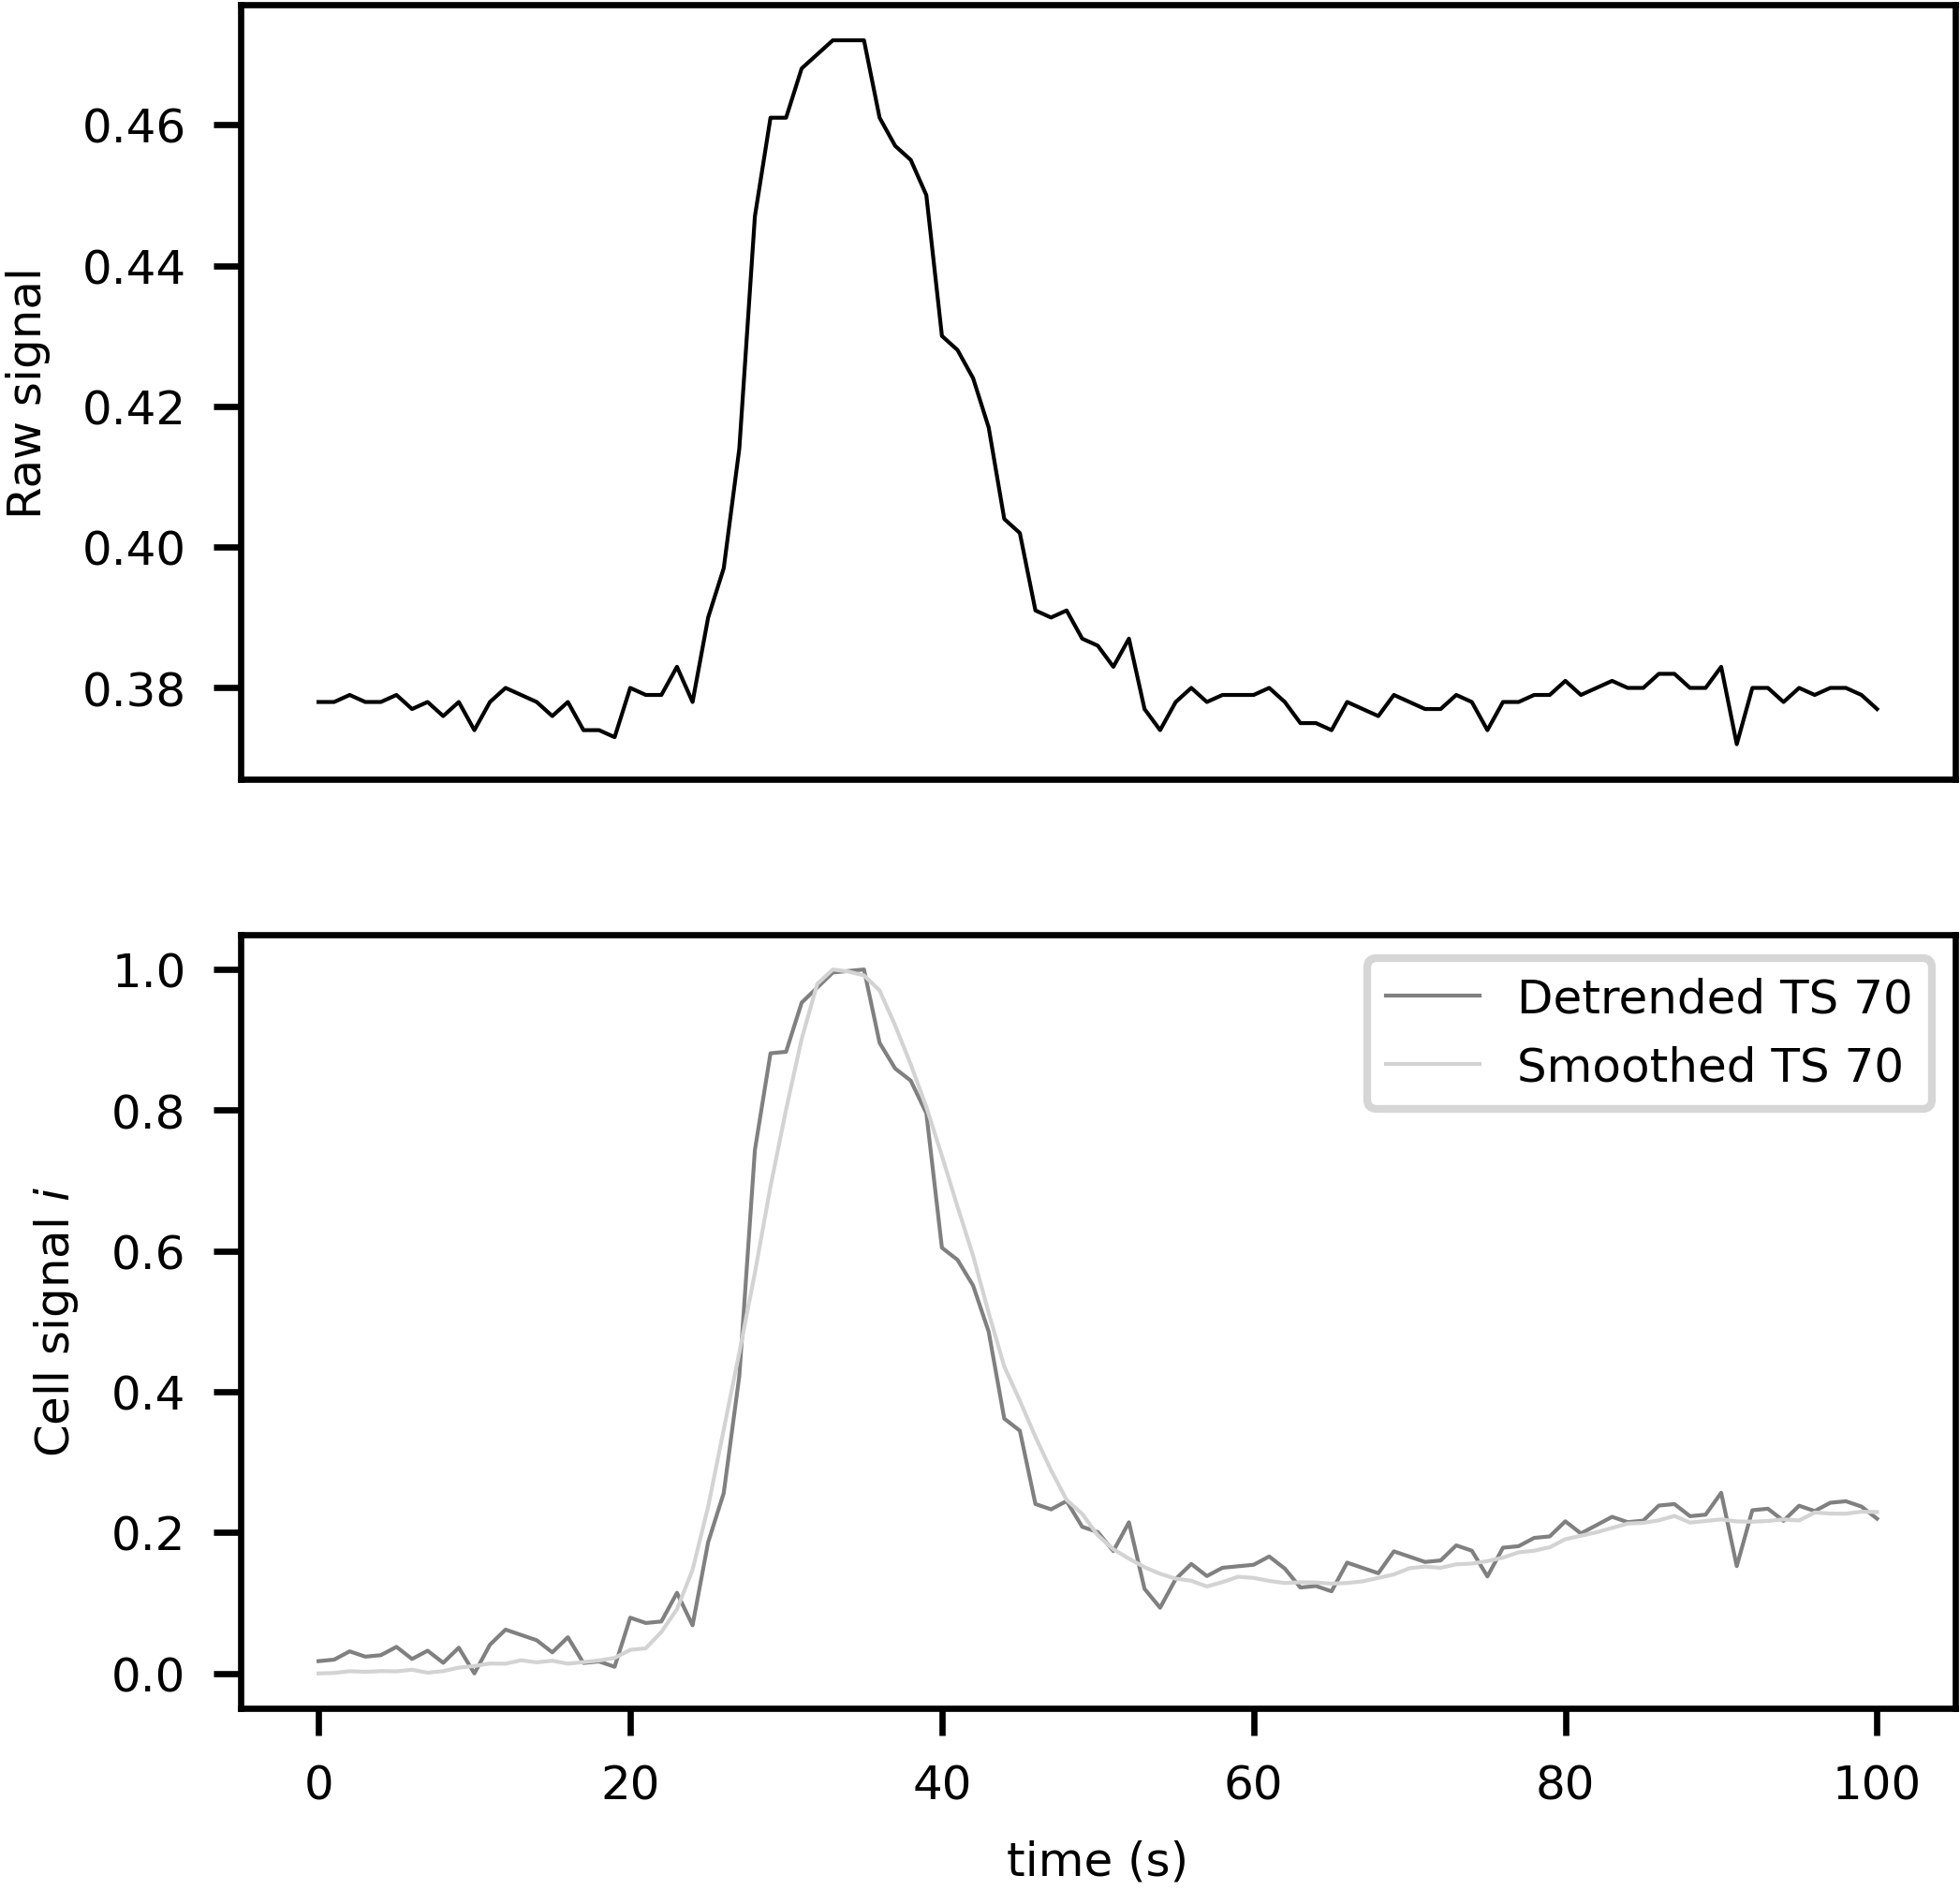 Raw signal
0.46
0.44
0.42
0.40
0.38
Cell signal i
1.0
0.8
0.6
0.4
0.2
0.0
Detrended TS 70
Smoothed TS 70
0 20 40 60 80 100
time (s)